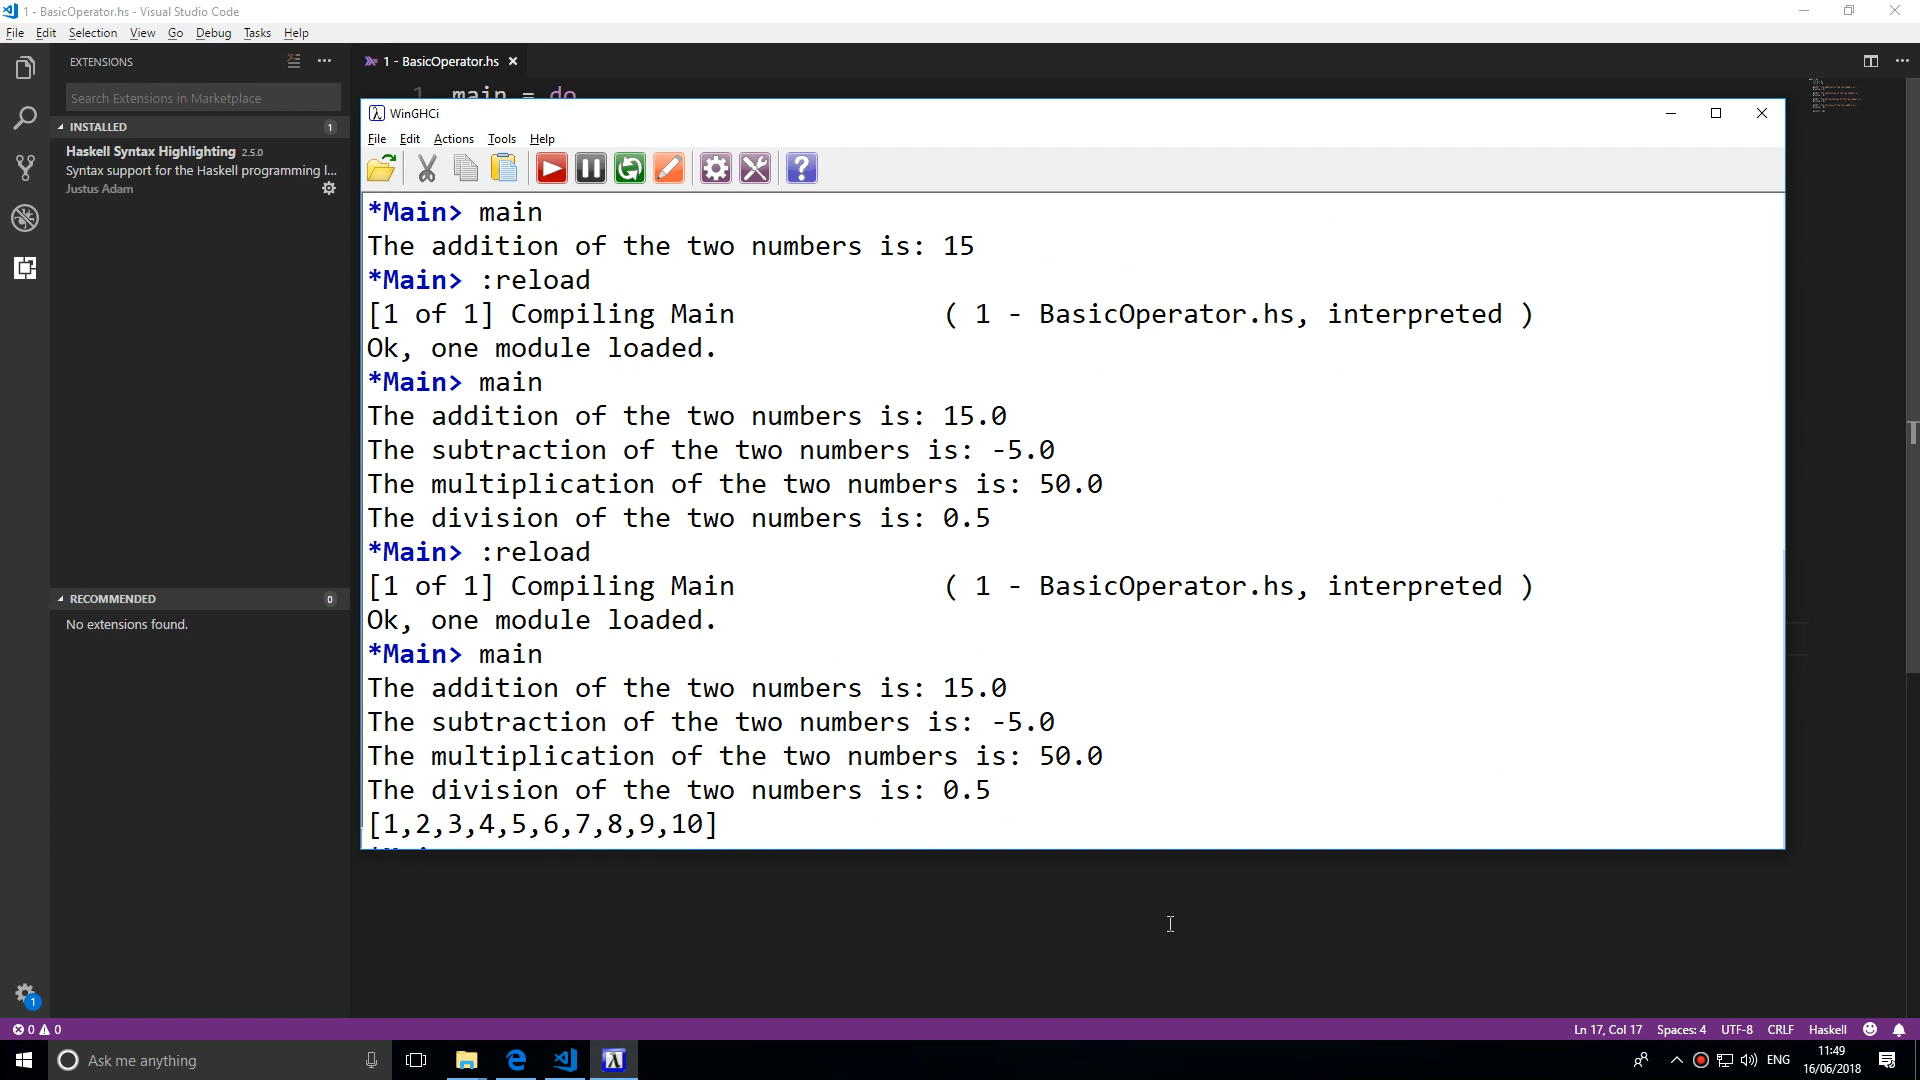 1 - BasicOperator.hs - Visual Studio Code
File Edit Selection View Go Debug Tasks Help
EXTENSIONS
1 - BasicOperator.hs
Search Extensions in Marketplace
1 main = do
INSTALLED 1
Haskell Syntax Highlighting 2.5.0
Syntax support for the Haskell programming l...
Justus Adam
RECOMMENDED 0
No extensions found.
WinGHCi
File Edit Actions Tools Help
*Main> main
The addition of the two numbers is: 15
*Main> :reload
[1 of 1] Compiling Main ( 1 - BasicOperator.hs, interpreted )
Ok, one module loaded.
*Main> main
The addition of the two numbers is: 15.0
The subtraction of the two numbers is: -5.0
The multiplication of the two numbers is: 50.0
The division of the two numbers is: 0.5
*Main> :reload
[1 of 1] Compiling Main ( 1 - BasicOperator.hs, interpreted )
Ok, one module loaded.
*Main> main
The addition of the two numbers is: 15.0
The subtraction of the two numbers is: -5.0
The multiplication of the two numbers is: 50.0
The division of the two numbers is: 0.5
[1,2,3,4,5,6,7,8,9,10]
1
0 0 Ln 17, Col 17 Spaces: 4 UTF-8 CRLF Haskell
Ask me anything
ENG
11:49
16/06/2018